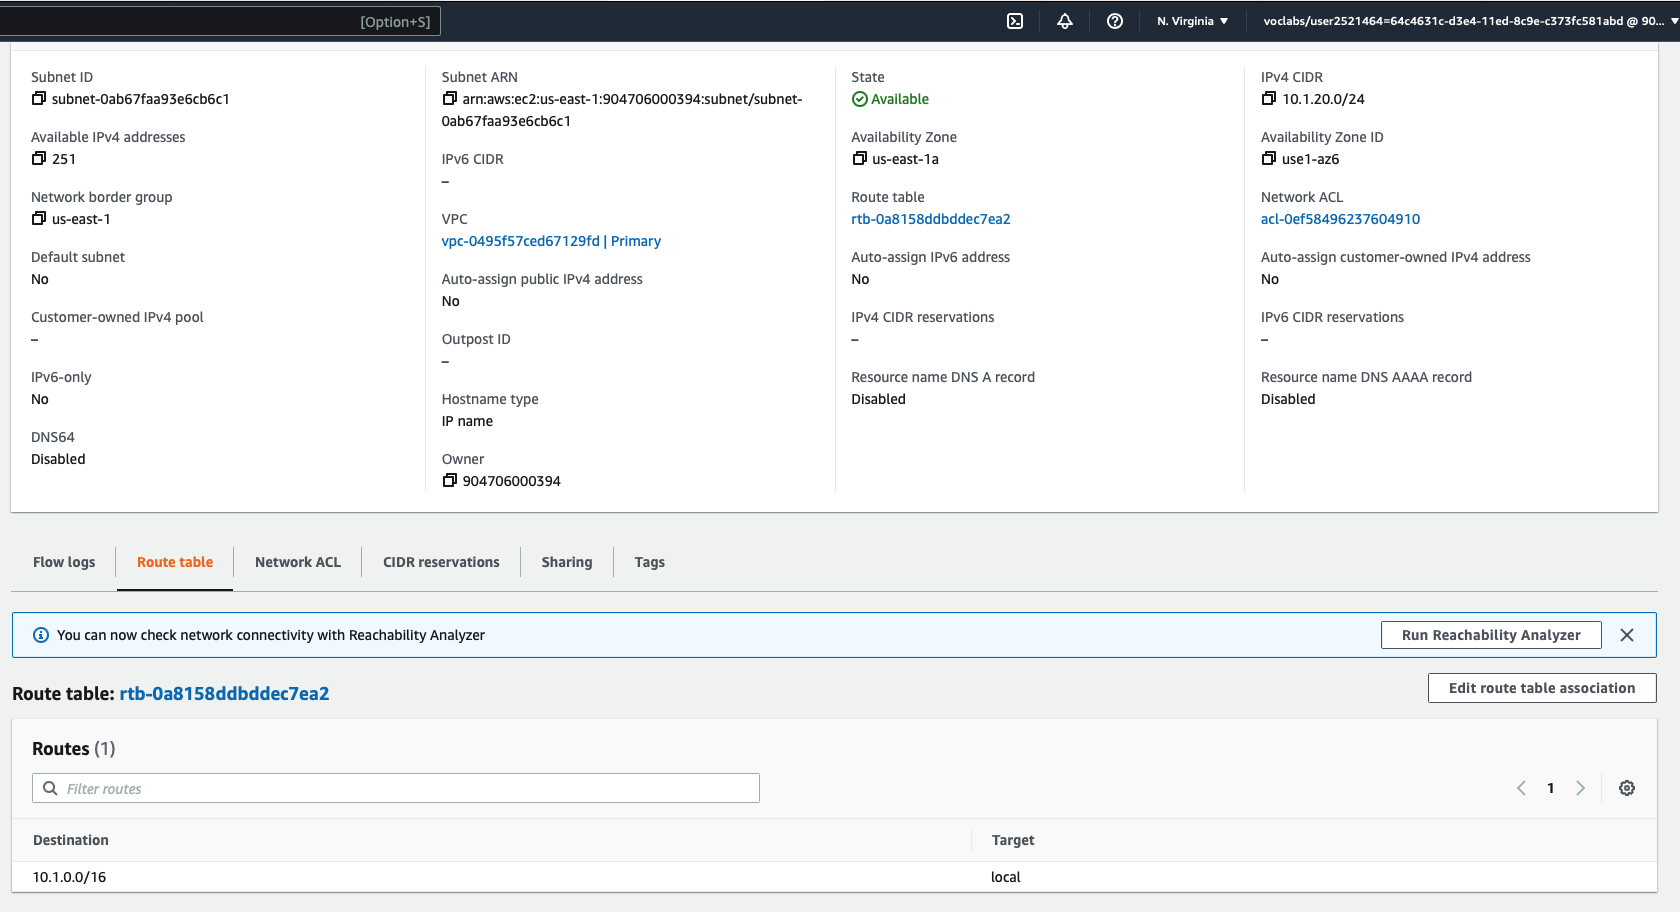 [Option+S]
N. Virginia
voclabs/user2521464=64c4631c-d3e4-11ed-8c9e-c373fc581abd @ 90...
Subnet ID
subnet-0ab67faa93e6cb6c1
Available IPv4 addresses
251
Network border group
us-east-1
Default subnet
No
Customer-owned IPv4 pool
–
IPv6-only
No
DNS64
Disabled
Subnet ARN
arn:aws:ec2:us-east-1:904706000394:subnet/subnet-
0ab67faa93e6cb6c1
IPv6 CIDR
–
VPC
vpc-0495f57ced67129fd | Primary
Auto-assign public IPv4 address
No
Outpost ID
–
Hostname type
IP name
Owner
904706000394
State
Available
Availability Zone
us-east-1a
Route table
rtb-0a8158ddbddec7ea2
Auto-assign IPv6 address
No
IPv4 CIDR reservations
–
Resource name DNS A record
Disabled
IPv4 CIDR
10.1.20.0/24
Availability Zone ID
use1-az6
Network ACL
acl-0ef58496237604910
Auto-assign customer-owned IPv4 address
No
IPv6 CIDR reservations
–
Resource name DNS AAAA record
Disabled
Flow logs
Route table
Network ACL
CIDR reservations
Sharing
Tags
You can now check network connectivity with Reachability Analyzer
Run Reachability Analyzer
Route table: rtb-0a8158ddbddec7ea2
Edit route table association
Routes (1)
Filter routes
1
Destination
Target
10.1.0.0/16
local